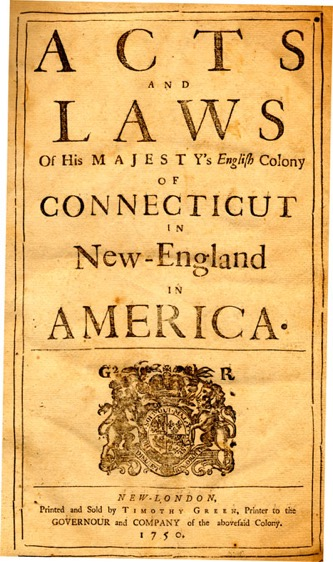 ACTS
AND
LAWS
Of His MAJESTY's English Colony
OF
CONNECTICUT
IN
New-England
IN
AMERICA.
G R
NEW-LONDON,
Printed and Sold by TIMOTHY GREEN, Printer to the
GOVERNOUR and COMPANY of the abovesaid Colony.
1750.